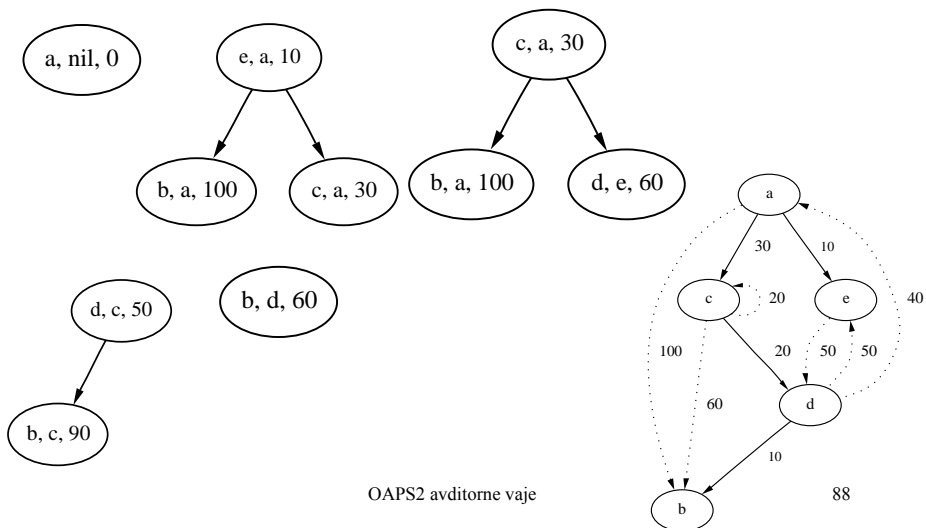 a, nil, 0
e, a, 10
b, a, 100
c, a, 30
c, a, 30
b, a, 100
d, e, 60
d, c, 50
b, c, 90
b, d, 60
a
30
10
c
20
e
40
100
20
50
50
60
d
10
b
OAPS2 avditorne vaje
88